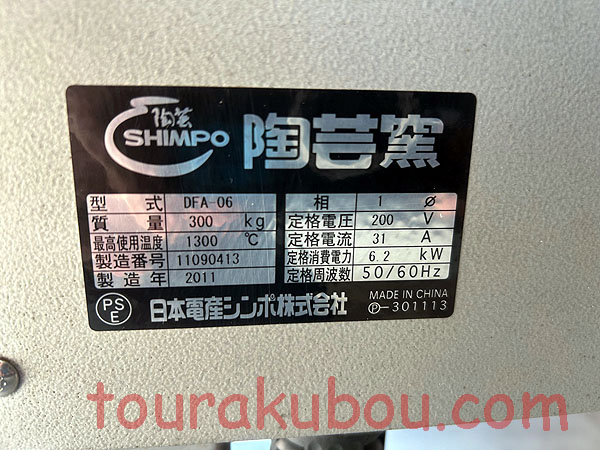 陶芸
SHIMPO
陶芸窯
型式 DFA-06 相 1 Ø
質量 300 kg 定格電圧 200 V
最高使用温度 1300 ℃ 定格電流 31 A
製造番号 11090413 定格消費電力 6.2 kW
製造年 2011 定格周波数 50/60Hz
PS
E
日本電産シンポ株式会社
MADE IN CHINA
Ⓟ-301113
tourakubou.com